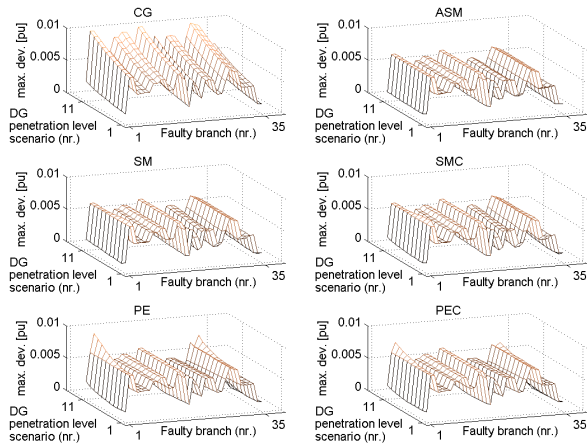 CG
ASM
0.01
0.005
0
max. dev. [pu]
11
DG
penetration level
scenario (nr.)
1
1
Faulty branch (nr.)
35
0.01
0.005
0
max. dev. [pu]
11
DG
penetration level
scenario (nr.)
1
1
Faulty branch (nr.)
35
SM
SMC
0.01
0.005
0
max. dev. [pu]
11
DG
penetration level
scenario (nr.)
1
1
Faulty branch (nr.)
35
0.01
0.005
0
max. dev. [pu]
11
DG
penetration level
scenario (nr.)
1
1
Faulty branch (nr.)
35
PE
PEC
0.01
0.005
0
max. dev. [pu]
11
DG
penetration level
scenario (nr.)
1
1
Faulty branch (nr.)
35
0.01
0.005
0
max. dev. [pu]
11
DG
penetration level
scenario (nr.)
1
1
Faulty branch (nr.)
35